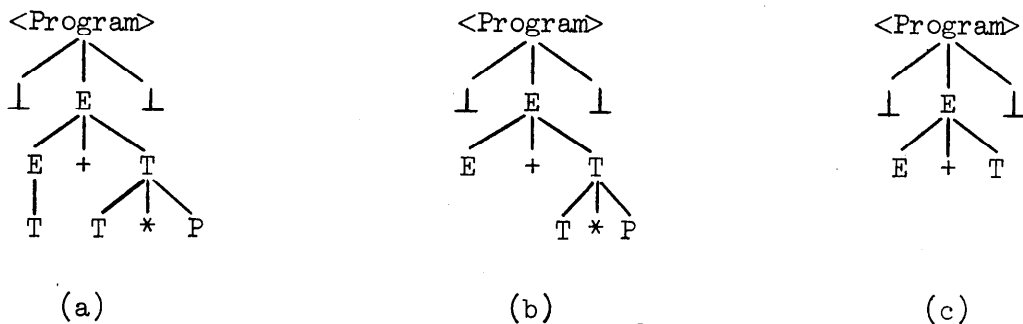 <Program> <Program> <Program>
⊥ E ⊥ ⊥ E ⊥ ⊥ E ⊥
E + T E + T E + T
T T * P T * P
(a) (b) (c)